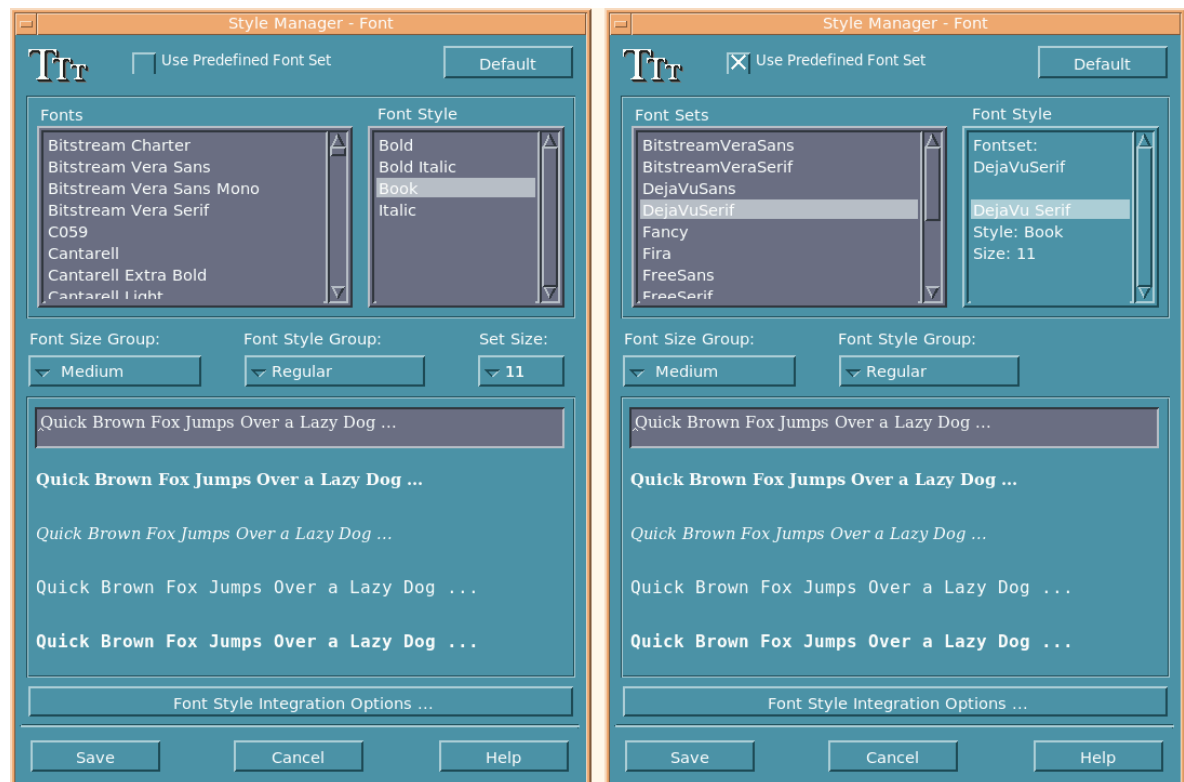 Style Manager - Font
TTT
Use Predefined Font Set
Default
Fonts
Font Style
Bitstream Charter
Bitstream Vera Sans
Bitstream Vera Sans Mono
Bitstream Vera Serif
C059
Cantarell
Cantarell Extra Bold
Cantarell Light
Bold
Bold Italic
Book
Italic
Font Size Group:
Font Style Group:
Set Size:
Medium
Regular
11
Quick Brown Fox Jumps Over a Lazy Dog ...
Quick Brown Fox Jumps Over a Lazy Dog ...
Quick Brown Fox Jumps Over a Lazy Dog ...
Quick Brown Fox Jumps Over a Lazy Dog ...
Quick Brown Fox Jumps Over a Lazy Dog ...
Font Style Integration Options ...
Save
Cancel
Help
Style Manager - Font
TTT
Use Predefined Font Set
Default
Font Sets
Font Style
BitstreamVeraSans
BitstreamVeraSerif
DejaVuSans
DejaVuSerif
Fancy
Fira
FreeSans
FreeSerif
Fontset:
DejaVuSerif
DejaVu Serif
Style: Book
Size: 11
Font Size Group:
Font Style Group:
Medium
Regular
Quick Brown Fox Jumps Over a Lazy Dog ...
Quick Brown Fox Jumps Over a Lazy Dog ...
Quick Brown Fox Jumps Over a Lazy Dog ...
Quick Brown Fox Jumps Over a Lazy Dog ...
Quick Brown Fox Jumps Over a Lazy Dog ...
Font Style Integration Options ...
Save
Cancel
Help